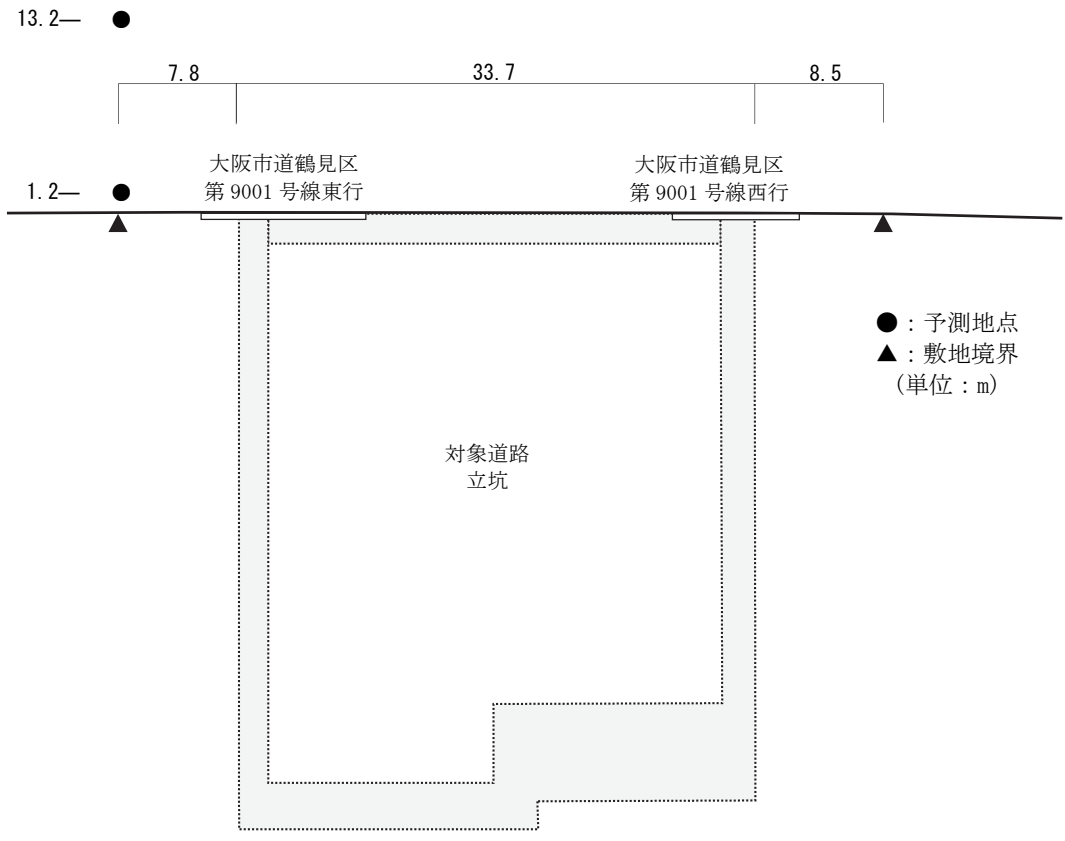 13.2―
7.8
33.7
8.5
大阪市道鶴見区
第 9001 号線東行
大阪市道鶴見区
第 9001 号線西行
1.2―
●：予測地点
▲：敷地境界
（単位：m）
対象道路
立坑